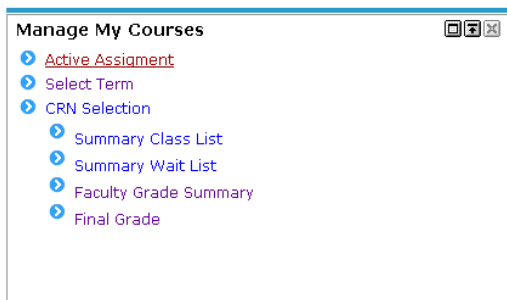 Manage My Courses
Active Assigment
Select Term
CRN Selection
Summary Class List
Summary Wait List
Faculty Grade Summary
Final Grade